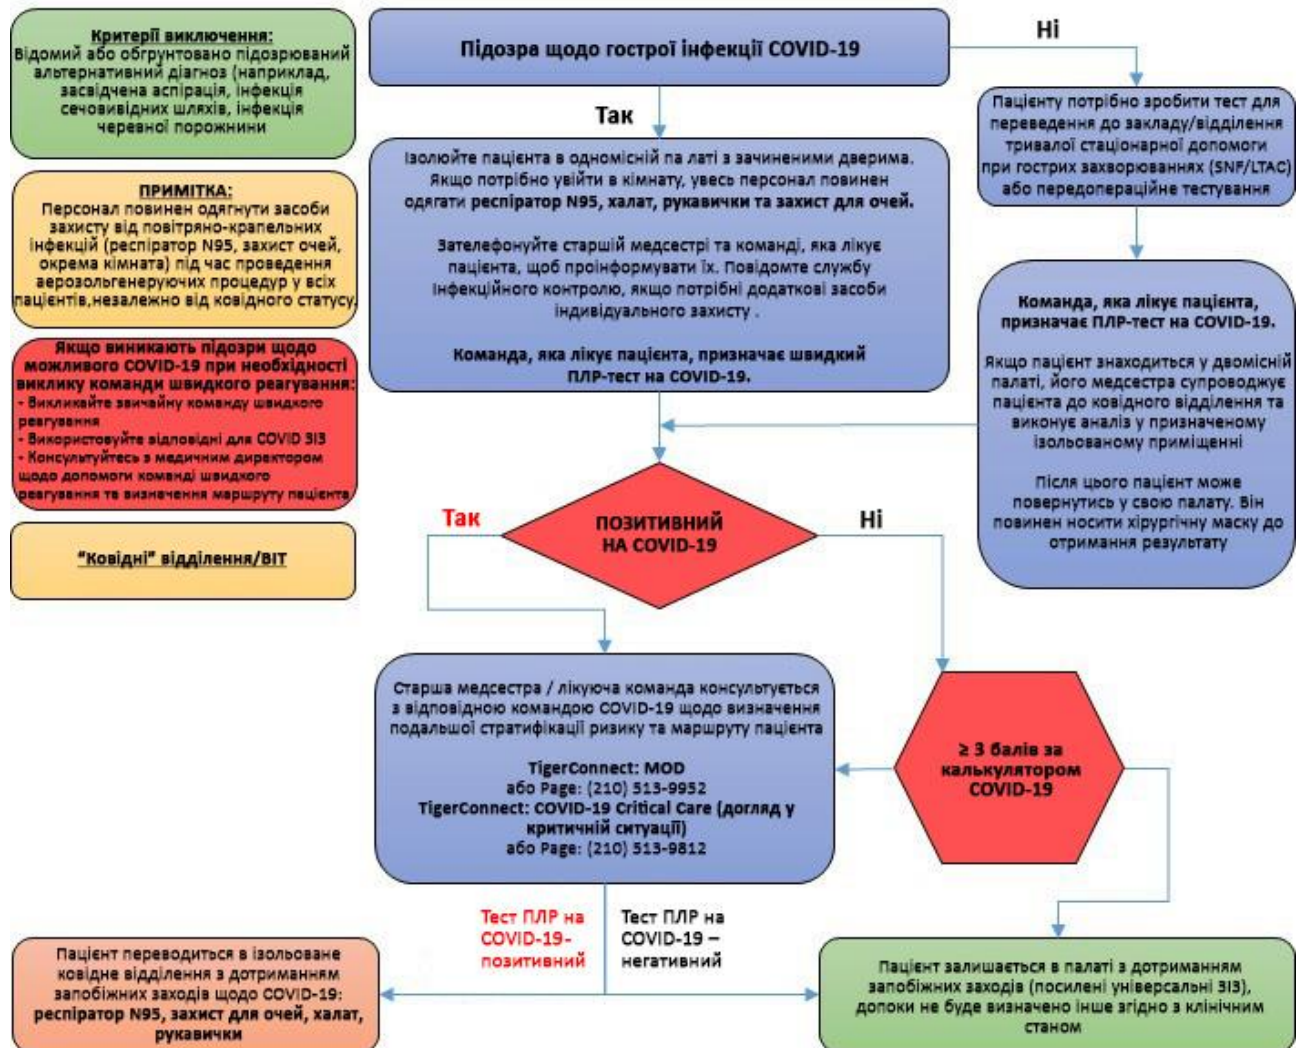 Критерії виключення:
Відомий або обгрунтовано підозрюваний
альтернативний діагноз (наприклад,
засвідчена аспірація, інфекція
сечовивідних шляхів, інфекція
черевної порожнини
ПРИМІТКА:
Персонал повинен одягнути засоби
захисту від повітряно-крапельних
інфекцій (респіратор N95, захист очей,
окрема кімната) під час проведення
аерозольгенеруючих процедур у всіх
пацієнтів,незалежно від ковідного статусу.
Якщо виникають підозри щодо
можливого COVID-19 при необхідності
виклику команди швидкого реагування:
- Викликайте звичайну команду швидкого
реагування
- Використовуйте відповідні для COVID ЗІЗ
- Консультуйтесь з медичним директором
щодо допомоги команді швидкого
реагування та визначення маршруту пацієнта
“Ковідні” відділення/ВІТ
Підозра щодо гострої інфекції COVID-19
Ні
Так
Пацієнту потрібно зробити тест для
переведення до закладу/відділення
тривалої стаціонарної допомоги
при гострих захворюваннях (SNF/LTAC)
або передопераційне тестування
Ізолюйте пацієнта в одномісній па латі з зачиненими дверима.
Якщо потрібно увійти в кімнату, увесь персонал повинен
одягати респіратор N95, халат, рукавички та захист для очей.
Зателефонуйте старшій медсестрі та команді, яка лікує
пацієнта, щоб проінформувати їх. Повідомте службу
Інфекційного контролю, якщо потрібні додаткові засоби
індивідуального захисту .
Команда, яка лікує пацієнта, призначає швидкий
ПЛР-тест на COVID-19.
Команда, яка лікує пацієнта,
призначає ПЛР-тест на COVID-19.
Якщо пацієнт знаходиться у двомісній
палаті, його медсестра супроводжує
пацієнта до ковідного відділення та
виконує аналіз у призначеному
ізольованому приміщенні
Після цього пацієнт може
повернутись у свою палату. Він
повинен носити хірургічну маску до
отримання результату
Так
ПОЗИТИВНИЙ
НА COVID-19
Ні
Старша медсестра / лікуюча команда консультується
з відповідною командою COVID-19 щодо визначення
подальшої стратифікації ризику та маршруту пацієнта
TigerConnect: MOD
або Page: (210) 513-9952
TigerConnect: COVID-19 Critical Care (догляд у
критичній ситуації)
або Page: (210) 513-9812
≥ 3 балів за
калькулятором
COVID-19
Тест ПЛР на
COVID-19-
позитивний
Тест ПЛР на
COVID-19 –
негативний
Пацієнт переводиться в ізольоване
ковідне відділення з дотриманням
запобіжних заходів щодо COVID-19:
респіратор N95, захист для очей, халат,
рукавички
Пацієнт залишається в палаті з дотриманням
запобіжних заходів (посилені універсальні ЗІЗ),
допоки не буде визначено інше згідно з клінічним
станом